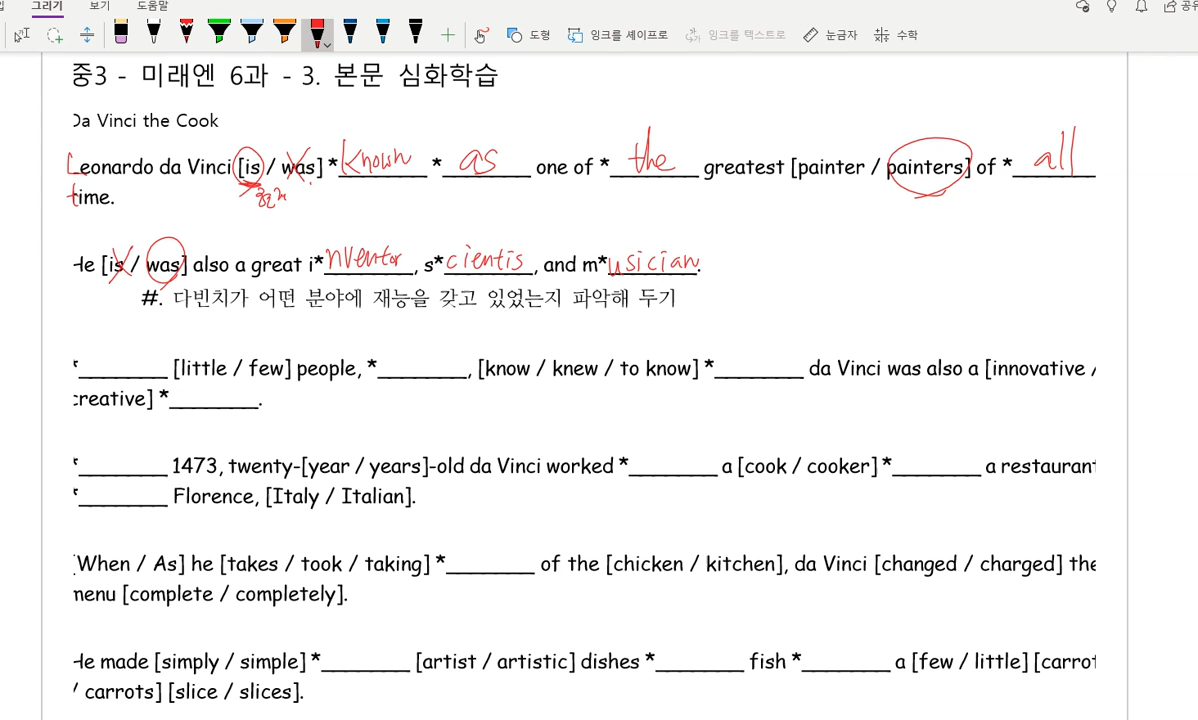 그리기 보기 도움말
도형 잉크를 셰이프로 잉크를 텍스트로 눈금자 수학
중3 - 미래엔 6과 - 3. 본문 심화학습
Da Vinci the Cook
Leonardo da Vinci [is / was] *known *as one of *the greatest [painter / painters] of *all
time.
He [is / was] also a great i*nventor, s*cientis, and m*usician.
#. 다빈치가 어떤 분야에 재능을 갖고 있었는지 파악해 두기
*________ [little / few] people, *________, [know / knew / to know] *________ da Vinci was also a [innovative /
creative] *________.
*________ 1473, twenty-[year / years]-old da Vinci worked *________ a [cook / cooker] *________ a restaurant
*________ Florence, [Italy / Italian].
[When / As] he [takes / took / taking] *________ of the [chicken / kitchen], da Vinci [changed / charged] the
menu [complete / completely].
He made [simply / simple] *________ [artist / artistic] dishes *________ fish *________ a [few / little] [carrot
/ carrots] [slice / slices].